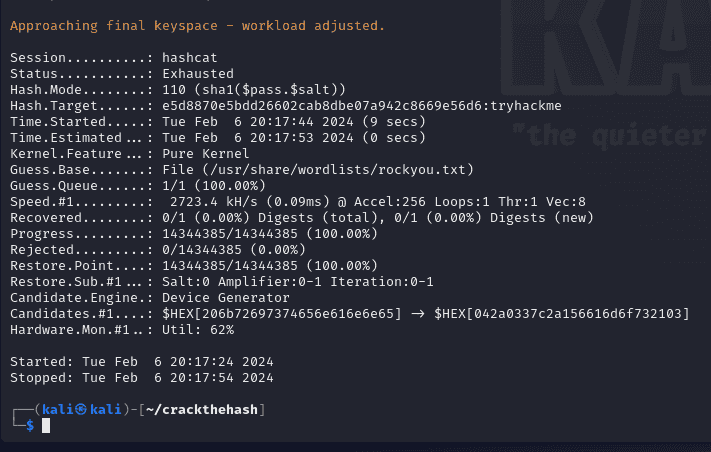 KA
Approaching final keyspace - workload adjusted.
Session..........: hashcat
Status...........: Exhausted
Hash.Mode........: 110 (sha1($pass.$salt))
Hash.Target......: e5d8870e5bdd26602cab8dbe07a942c8669e56d6:tryhackme
Time.Started.....: Tue Feb  6 20:17:44 2024 (9 secs)
Time.Estimated...: Tue Feb  6 20:17:53 2024 (0 secs)
"the quieter
Kernel.Feature...: Pure Kernel
Guess.Base.......: File (/usr/share/wordlists/rockyou.txt)
Guess.Queue......: 1/1 (100.00%)
Speed.#1.........:  2723.4 kH/s (0.09ms) @ Accel:256 Loops:1 Thr:1 Vec:8
Recovered........: 0/1 (0.00%) Digests (total), 0/1 (0.00%) Digests (new)
Progress.........: 14344385/14344385 (100.00%)
Rejected.........: 0/14344385 (0.00%)
Restore.Point....: 14344385/14344385 (100.00%)
Restore.Sub.#1...: Salt:0 Amplifier:0-1 Iteration:0-1
Candidate.Engine.: Device Generator
Candidates.#1....: $HEX[206b72697374656e616e6e65] -> $HEX[042a0337c2a156616d6f732103]
Hardware.Mon.#1..: Util: 62%
Started: Tue Feb  6 20:17:24 2024
Stopped: Tue Feb  6 20:17:54 2024
┌──(kali㉿kali)-[~/crackthehash]
└─$